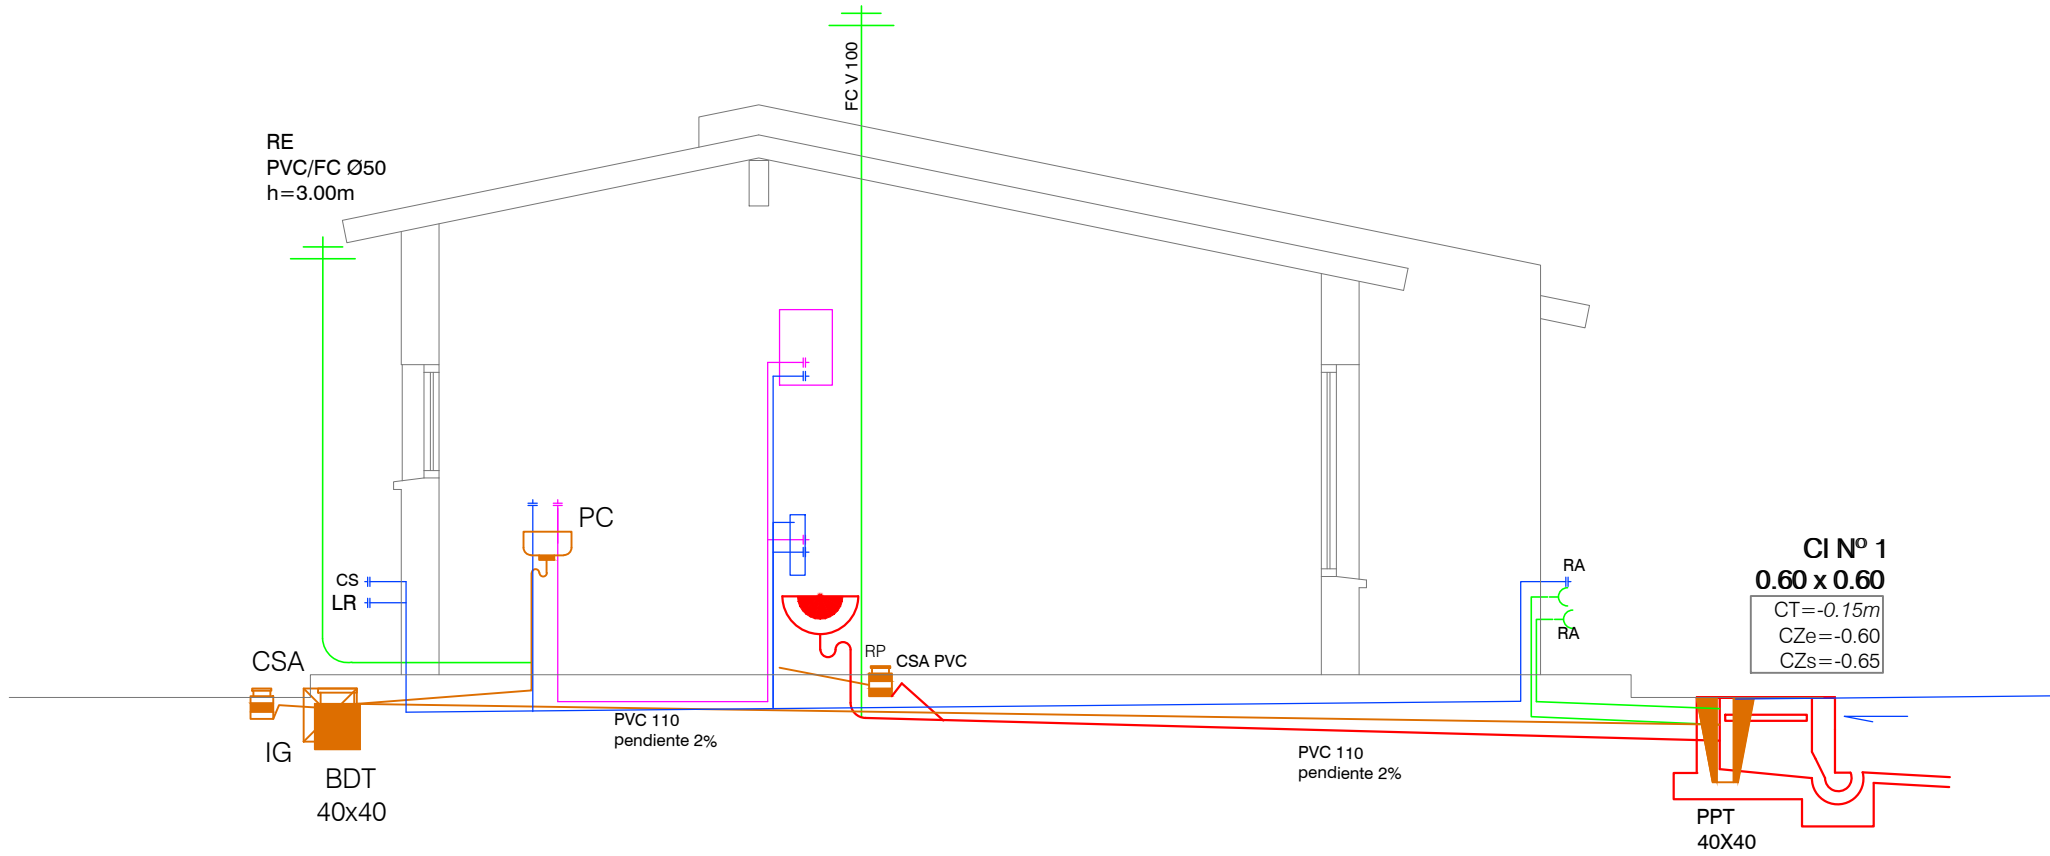 FC V 100
RE
PVC/FC Ø50
h=3.00m
PC
CS
LR
CSA
IG
BDT
40x40
PVC 110
pendiente 2%
RP
CSA PVC
PVC 110
pendiente 2%
RA
RA
CI Nº 1
0.60 x 0.60
CT=-0.15m
CZe=-0.60
CZs=-0.65
PPT
40X40